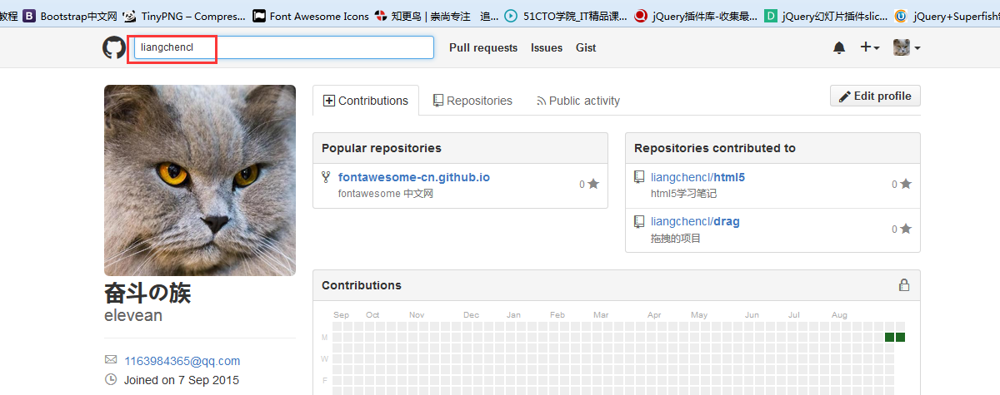 教程 Bootstrap中文网 TinyPNG – Compres... Font Awesome Icons 知更鸟 | 崇尚专注 追... 51CTO学院_IT精品课... jQuery插件库-收集最... jQuery幻灯片插件slic... jQuery+Superfish
liangchencl Pull requests Issues Gist
Contributions Repositories Public activity Edit profile
Popular repositories
fontawesome-cn.github.io 0
fontawesome 中文网
Repositories contributed to
liangchencl/html5 0
html5学习笔记
liangchencl/drag 0
拖拽的项目
奋斗の族
elevean
1163984365@qq.com
Joined on 7 Sep 2015
Contributions
Sep Oct Nov Dec Jan Feb Mar Apr May Jun Jul Aug
M
W
F